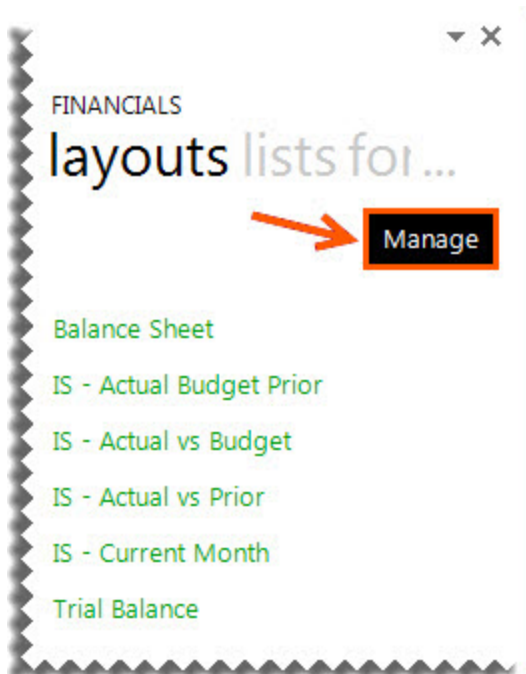 FINANCIALS
layouts lists for...
Manage
Balance Sheet
IS - Actual Budget Prior
IS - Actual vs Budget
IS - Actual vs Prior
IS - Current Month
Trial Balance